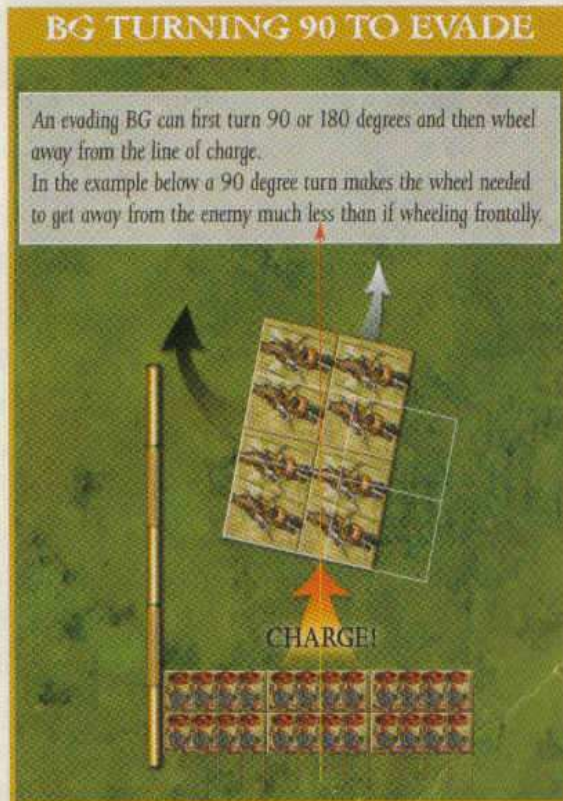 BG TURNING 90 TO EVADE
An evading BG can first turn 90 or 180 degrees and then wheel
away from the line of charge.
In the example below a 90 degree turn makes the wheel needed
to get away from the enemy much less than if wheeling frontally.
CHARGE!